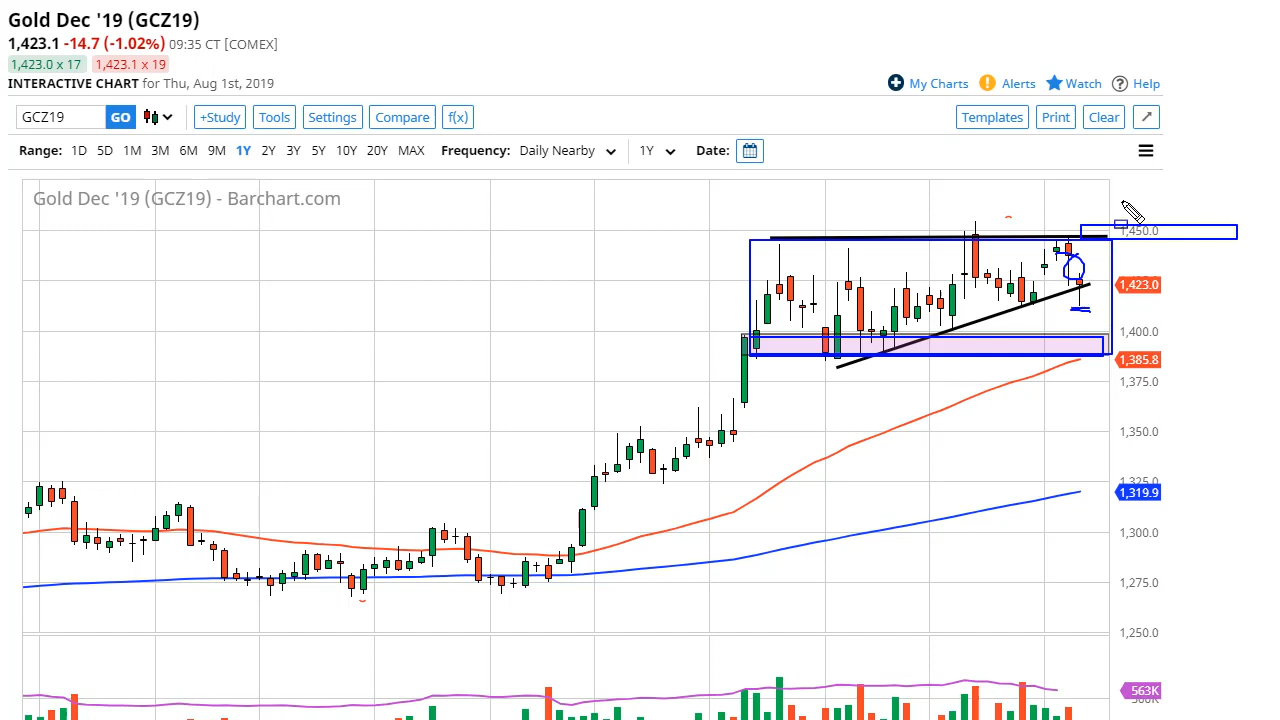 Gold Dec '19 (GCZ19)
1,423.1 -14.7 (-1.02%) 09:35 CT [COMEX]
1,423.0 x 17 1,423.1 x 19
INTERACTIVE CHART for Thu, Aug 1st, 2019
My Charts Alerts Watch Help
GCZ19 GO +Study Tools Settings Compare f(x) Templates Print Clear
Range: 1D 5D 1M 3M 6M 9M 1Y 2Y 3Y 5Y 10Y 20Y MAX Frequency: Daily Nearby 1Y Date:
Gold Dec '19 (GCZ19) - Barchart.com
1,450.0
1,423.0
1,400.0
1,385.8
1,375.0
1,350.0
1,325.0
1,319.9
1,300.0
1,275.0
1,250.0
563K